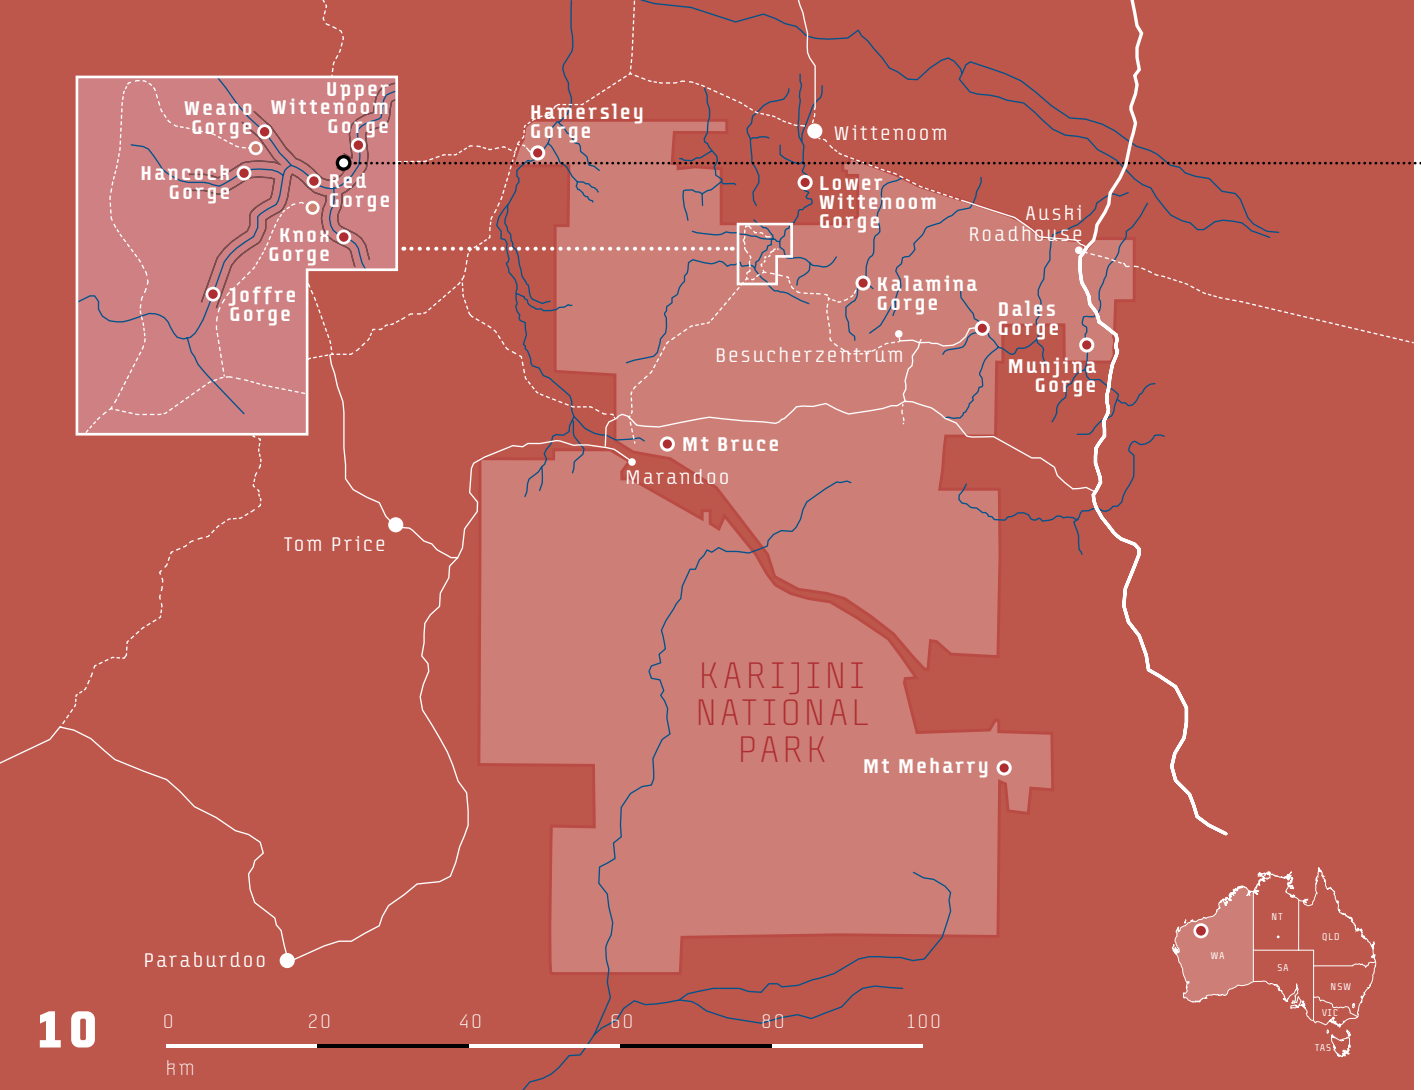 Upper
Wittenoom
Gorge
Weano
Gorge
Hancock
Gorge
Red
Gorge
Knox
Gorge
Joffre
Gorge
Hamersley
Gorge
Wittenoom
Lower
Wittenoom
Gorge
Auski
Roadhouse
Kalamina
Gorge
Dales
Gorge
Besucherzentrum
Munjina
Gorge
Mt Bruce
Marandoo
Tom Price
KARIJINI
NATIONAL
PARK
Mt Meharry
Paraburdoo
NT
QLD
WA
SA
NSW
VIC
TAS
10
0 20 40 60 80 100
km